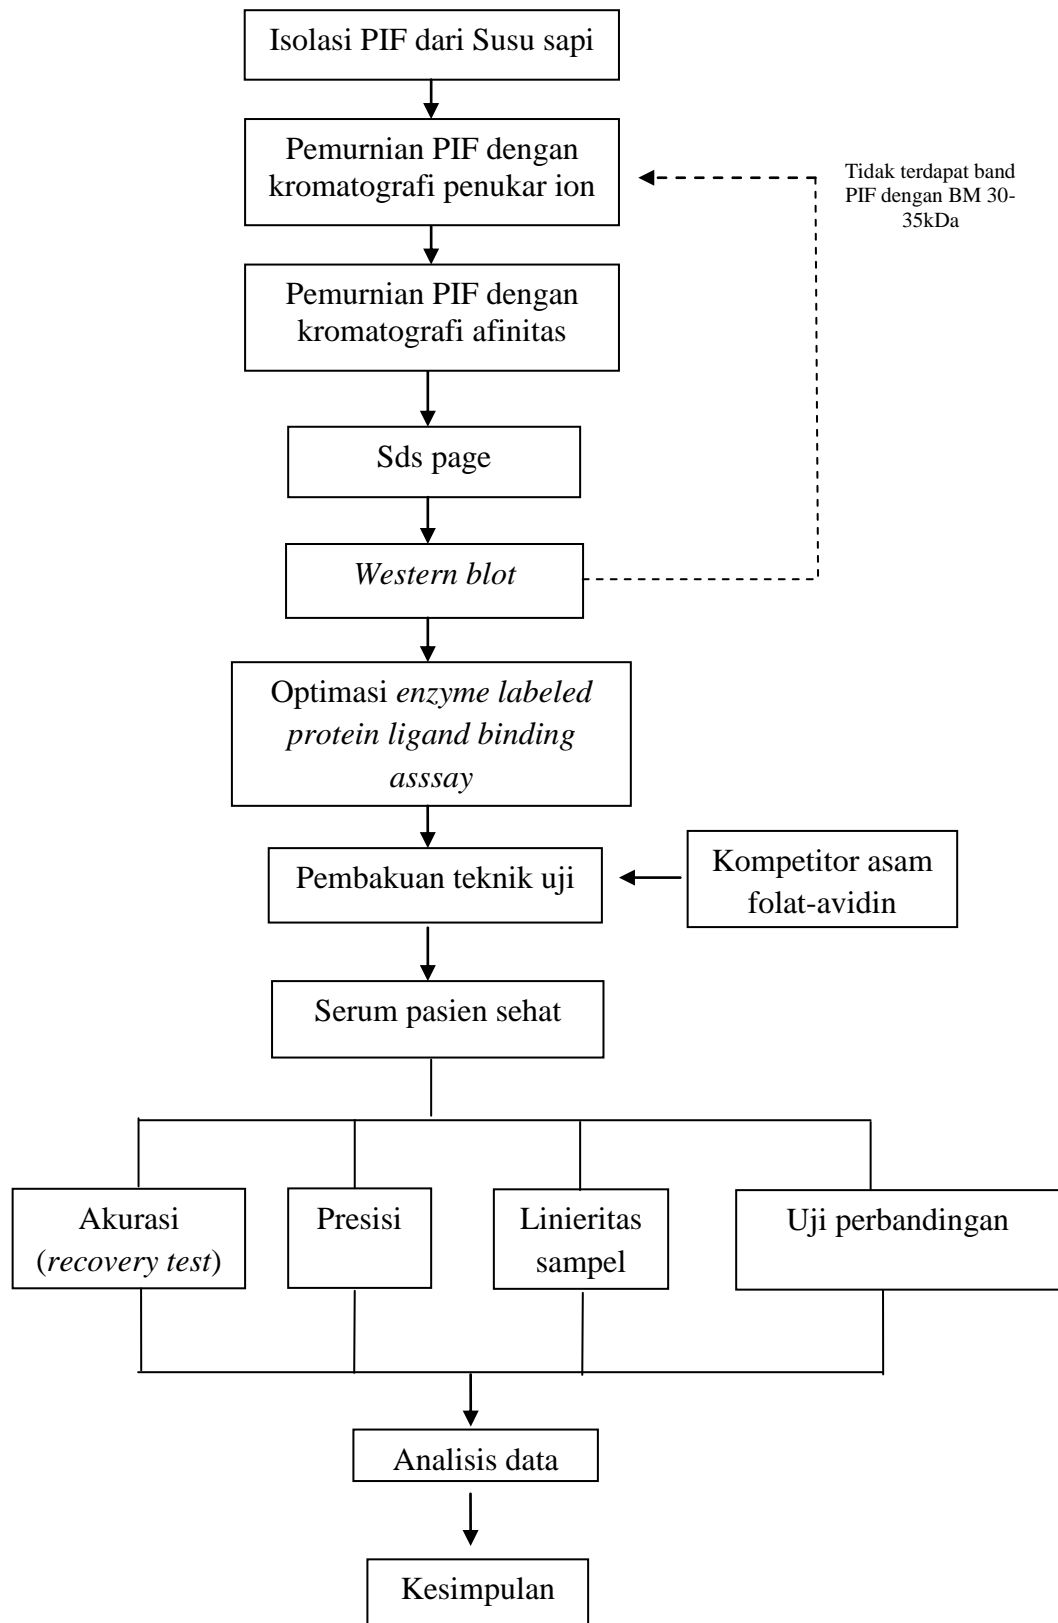 Isolasi PIF dari Susu sapi
Pemurnian PIF dengan
kromatografi penukar ion
Tidak terdapat band
PIF dengan BM 30-
35kDa
Pemurnian PIF dengan
kromatografi afinitas
Sds page
Western blot
Optimasi enzyme labeled
protein ligand binding
asssay
Pembakuan teknik uji
Kompetitor asam
folat-avidin
Serum pasien sehat
Akurasi
(recovery test)
Presisi
Linieritas
sampel
Uji perbandingan
Analisis data
Kesimpulan